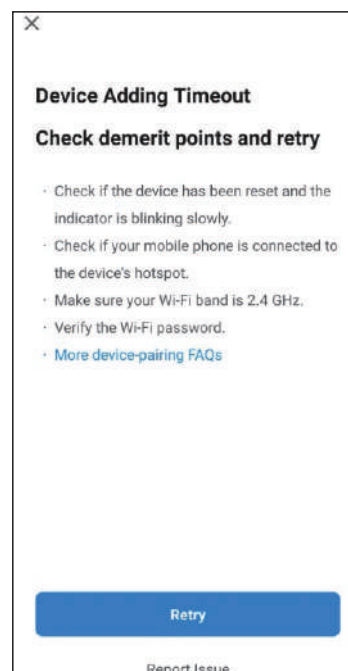 Device Adding Timeout
Check demerit points and retry
· Check if the device has been reset and the
indicator is blinking slowly.
· Check if your mobile phone is connected to
the device's hotspot.
· Make sure your Wi-Fi band is 2.4 GHz.
· Verify the Wi-Fi password.
· More device-pairing FAQs
Retry
Report Issue